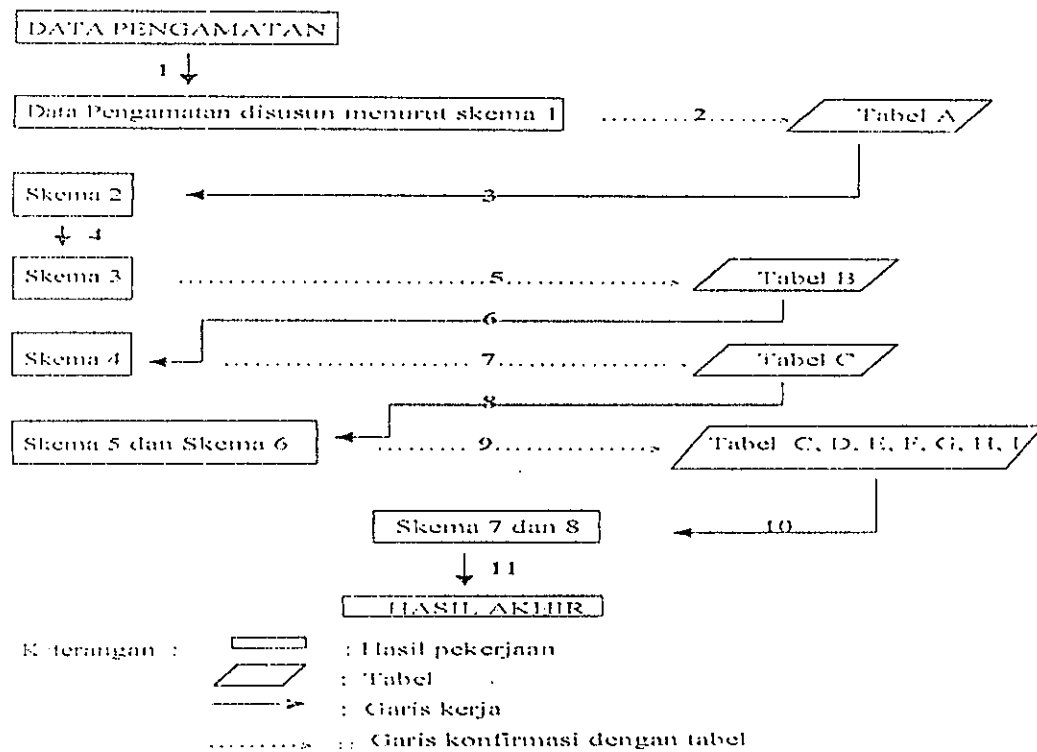 DATA PENGAMATAN
1
Data Pengamatan disusun menurut skema 1
2
Tabel A
Skema 2
3
4
Skema 3
5
Tabel B
6
Skema 4
7
Tabel C
8
Skema 5 dan Skema 6
9
Tabel C, D, E, F, G, H, I
Skema 7 dan 8
10
11
HASIL AKHIR
Keterangan :
: Hasil pekerjaan
: Tabel
: Garis kerja
: Garis konfirmasi dengan tabel